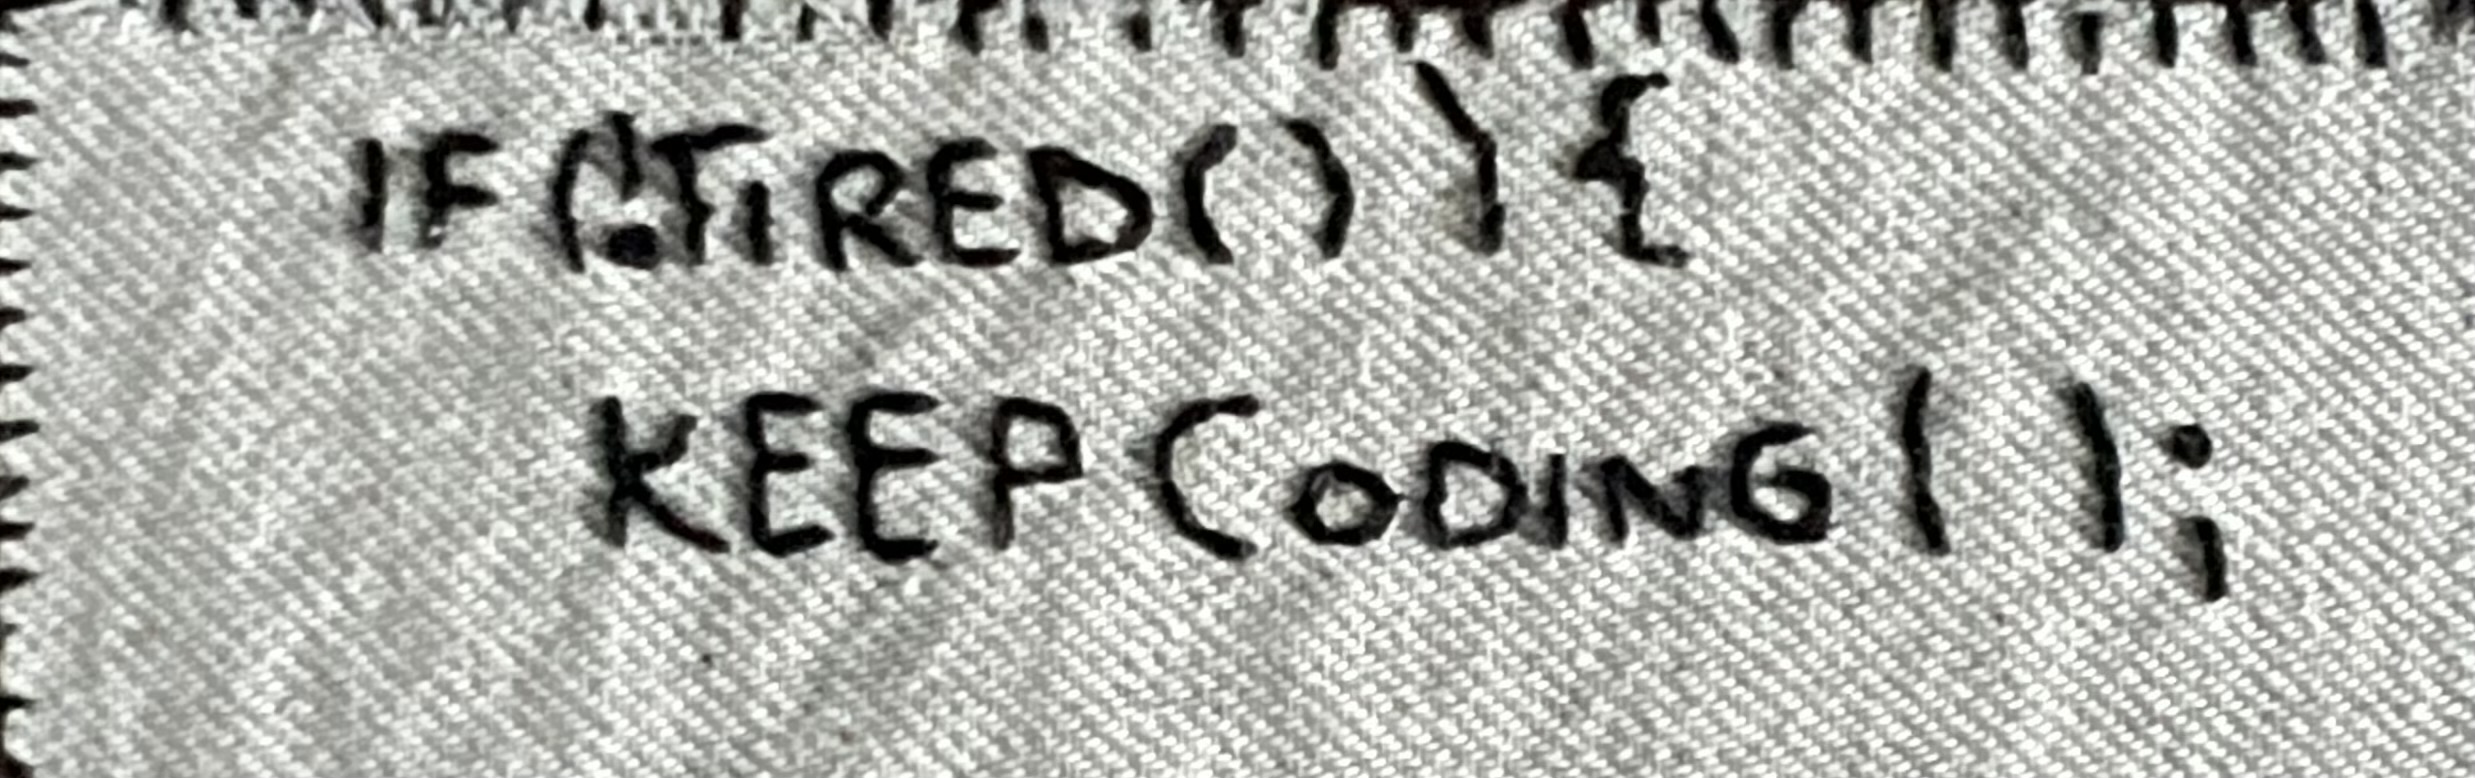 IF (!TIRED()) {
KEEPCODING();